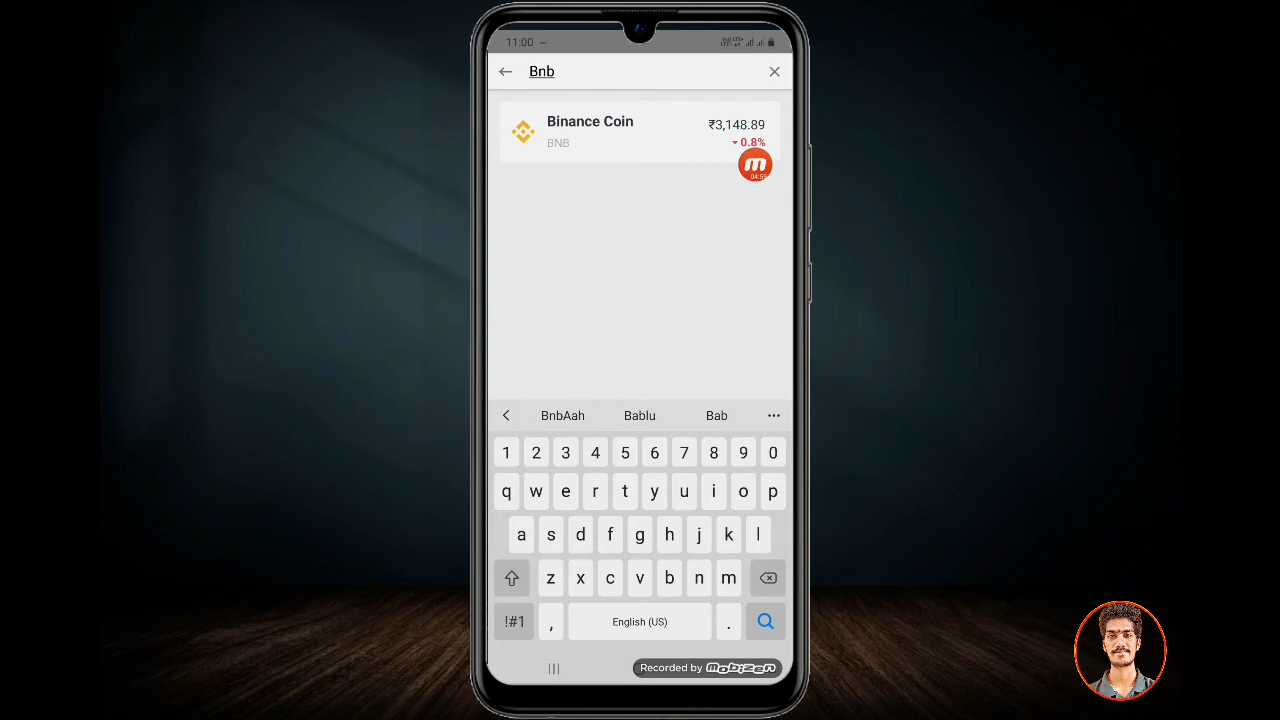 11:00
Bnb
Binance Coin
₹3,148.89
BNB
0.8%
m
BnbAah Bablu Bab
1 2 3 4 5 6 7 8 9 0
q w e r t y u i o p
a s d f g h j k l
z x c v b n m
!#1 , English (US) .
Recorded by mobizen